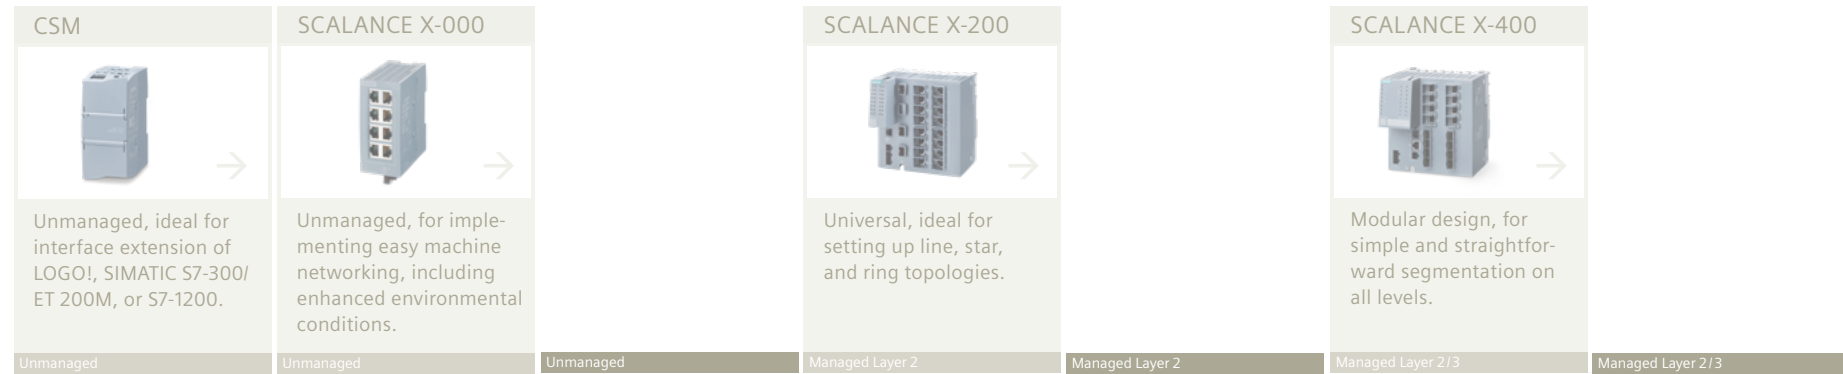 CSM
Unmanaged, ideal for
interface extension of
LOGO!, SIMATIC S7-300/
ET 200M, or S7-1200.
Unmanaged
SCALANCE X-000
Unmanaged, for imple-
menting easy machine
networking, including
enhanced environmental
conditions.
Unmanaged
Unmanaged
SCALANCE X-200
Universal, ideal for
setting up line, star,
and ring topologies.
Managed Layer 2
Managed Layer 2
SCALANCE X-400
Modular design, for
simple and straightfor-
ward segmentation on
all levels.
Managed Layer 2/3
Managed Layer 2/3